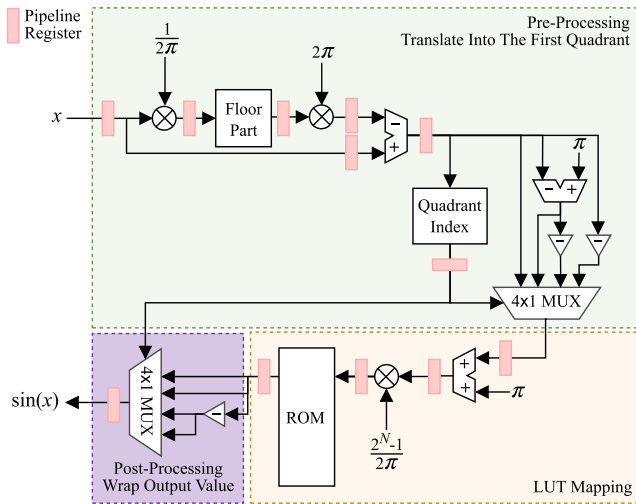 Pipeline
Register
Pre-Processing
Translate Into The First Quadrant
1
2π
2π
x
Floor
Part
−
+
π
− +
Quadrant
Index
−
−
4x1 MUX
4x1 MUX
−
sin(x)
ROM
+
+
π
2^N-1
2π
Post-Processing
Wrap Output Value
LUT Mapping